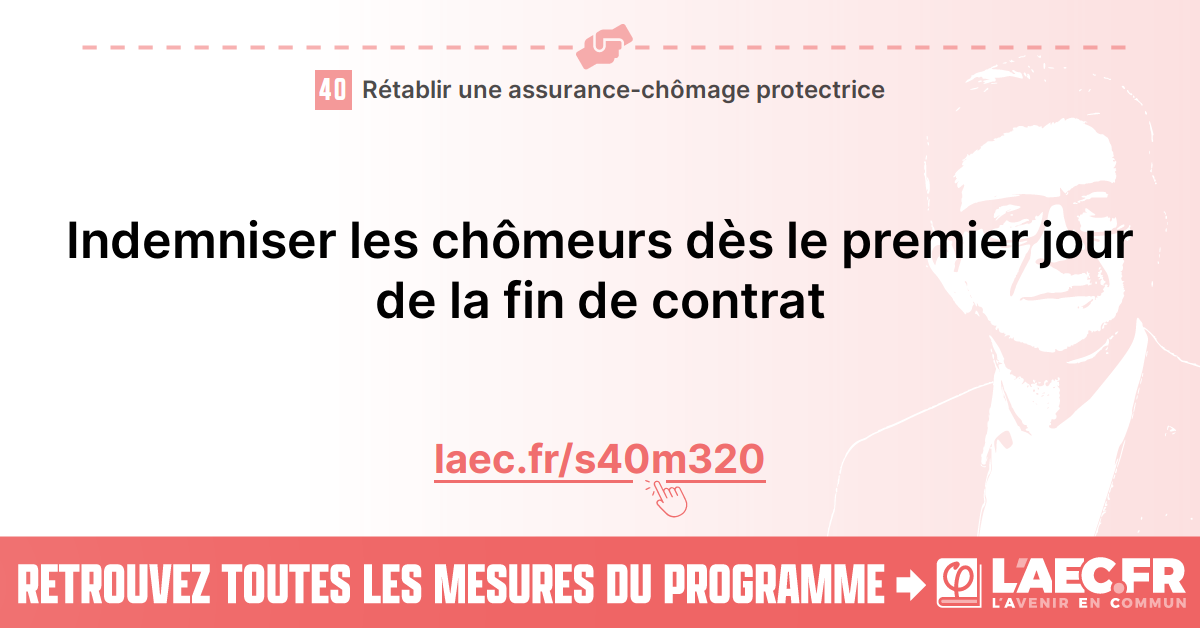 40 Rétablir une assurance-chômage protectrice
Indemniser les chômeurs dès le premier jour
de la fin de contrat
laec.fr/s40m320
RETROUVEZ TOUTES LES MESURES DU PROGRAMME
φ L'AEC.FR
L'AVENIR EN COMMUN